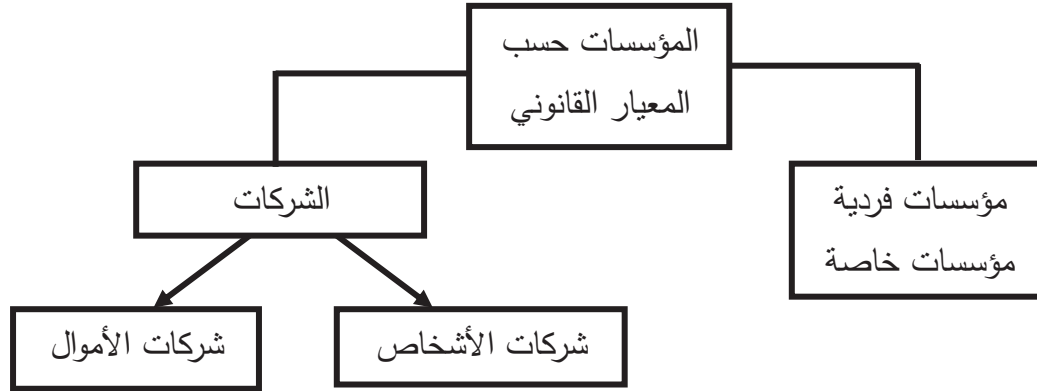 المؤسسات حسب
المعيار القانوني
مؤسسات فردية
مؤسسات خاصة
الشركات
شركات الأشخاص
شركات الأموال